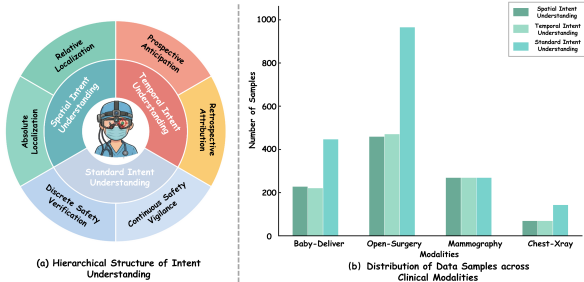 (a)
Relative
Localization
Prospective
Anticipation
Absolute
Localization
Spatial Intent
Understanding
Temporal Intent
Understanding
Retrospective
Attribution
Standard Intent
Understanding
Discrete Safety
Verification
Continuous Safety
Vigilance
(a) Hierarchical Structure of Intent
Understanding
(b)
Spatial Intent
Understanding
Temporal Intent
Understanding
Standard Intent
Understanding
Number of Samples
1000
800
600
400
200
0
Baby-Deliver
Open-Surgery
Mammography
Chest-Xray
Modalities
(b) Distribution of Data Samples across
Clinical Modalities